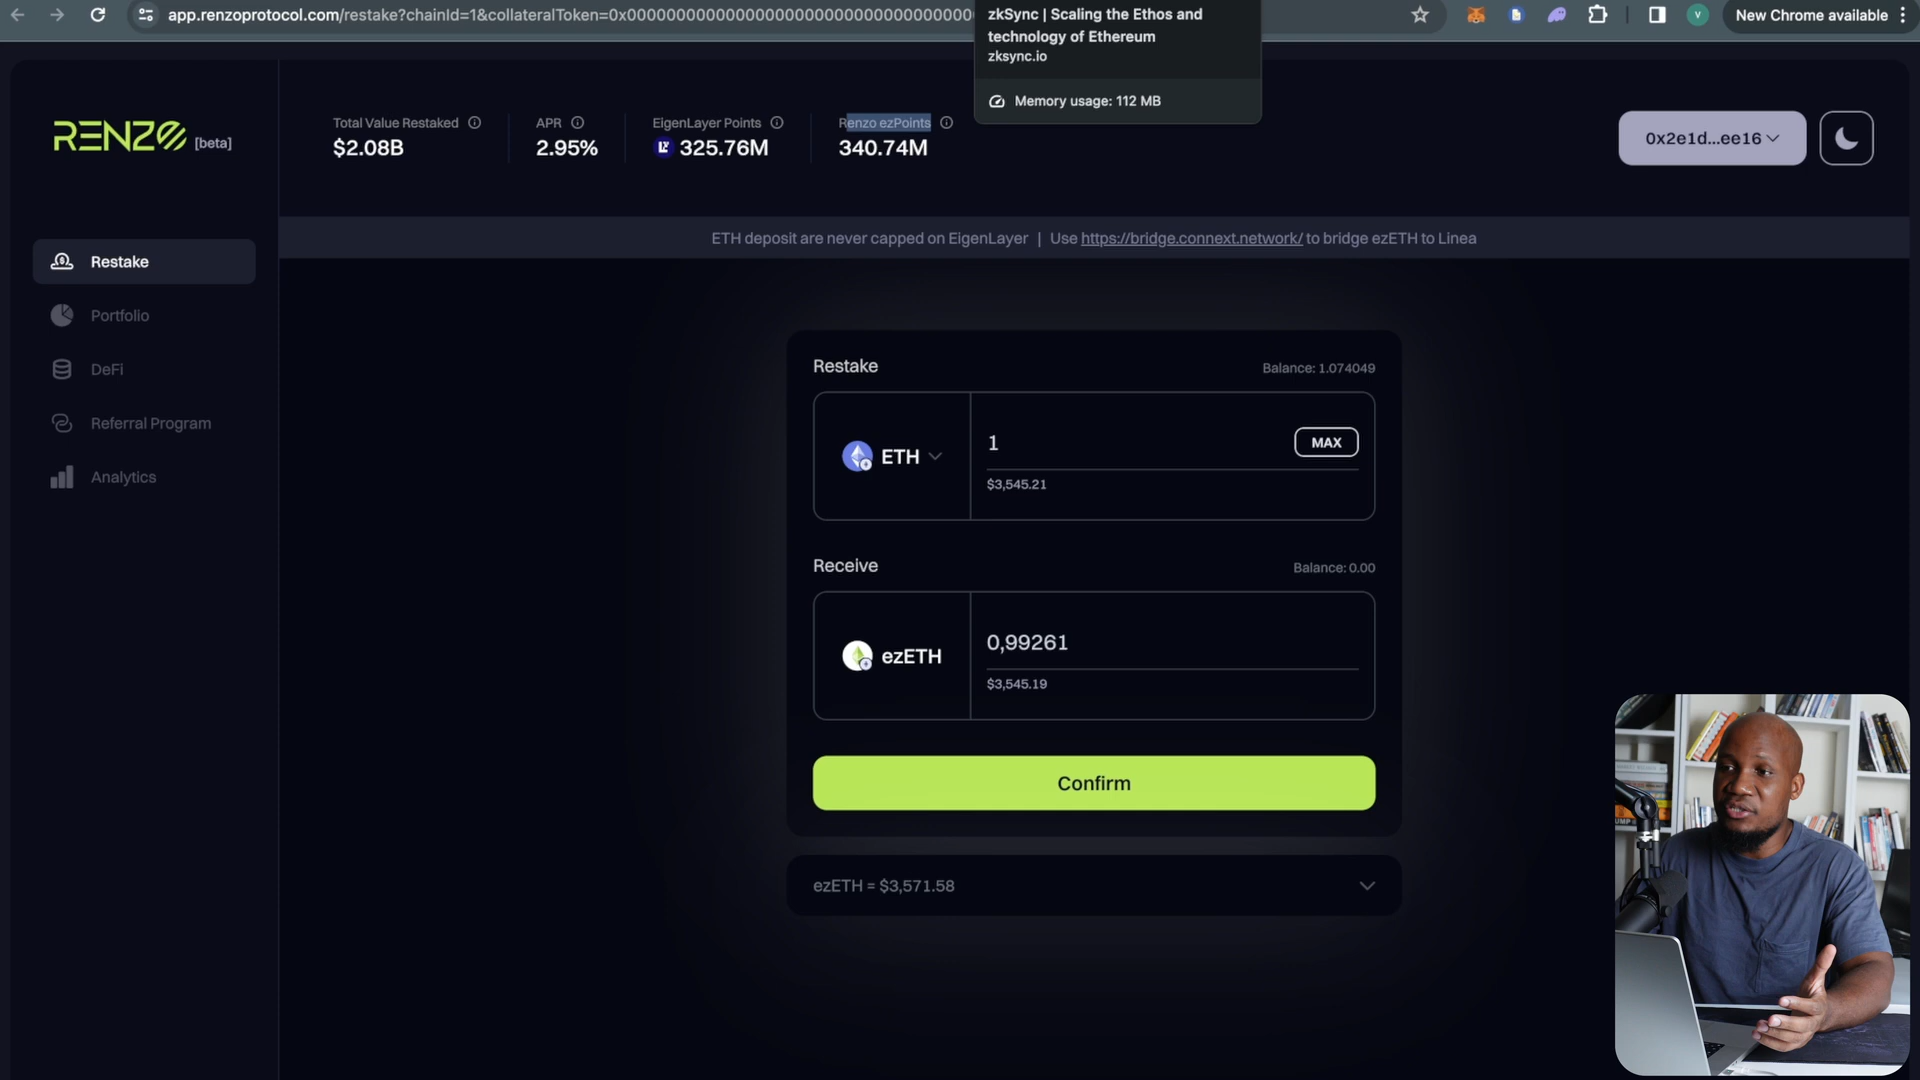 app.renzoprotocol.com/restake?chainId=1&collateralToken=0x0000000000000000000000000000000000
zkSync | Scaling the Ethos and
technology of Ethereum
zksync.io
Memory usage: 112 MB
V
New Chrome available
RENZO [beta]
Total Value Restaked
$2.08B
APR
2.95%
EigenLayer Points
325.76M
Renzo ezPoints
340.74M
0x2e1d...ee16
ETH deposit are never capped on EigenLayer | Use https://bridge.connext.network/ to bridge ezETH to Linea
Restake
Portfolio
DeFi
Referral Program
Analytics
Restake
Balance: 1.074049
ETH
1
MAX
$3,545.21
Receive
Balance: 0.00
ezETH
0,99261
$3,545.19
Confirm
ezETH = $3,571.58